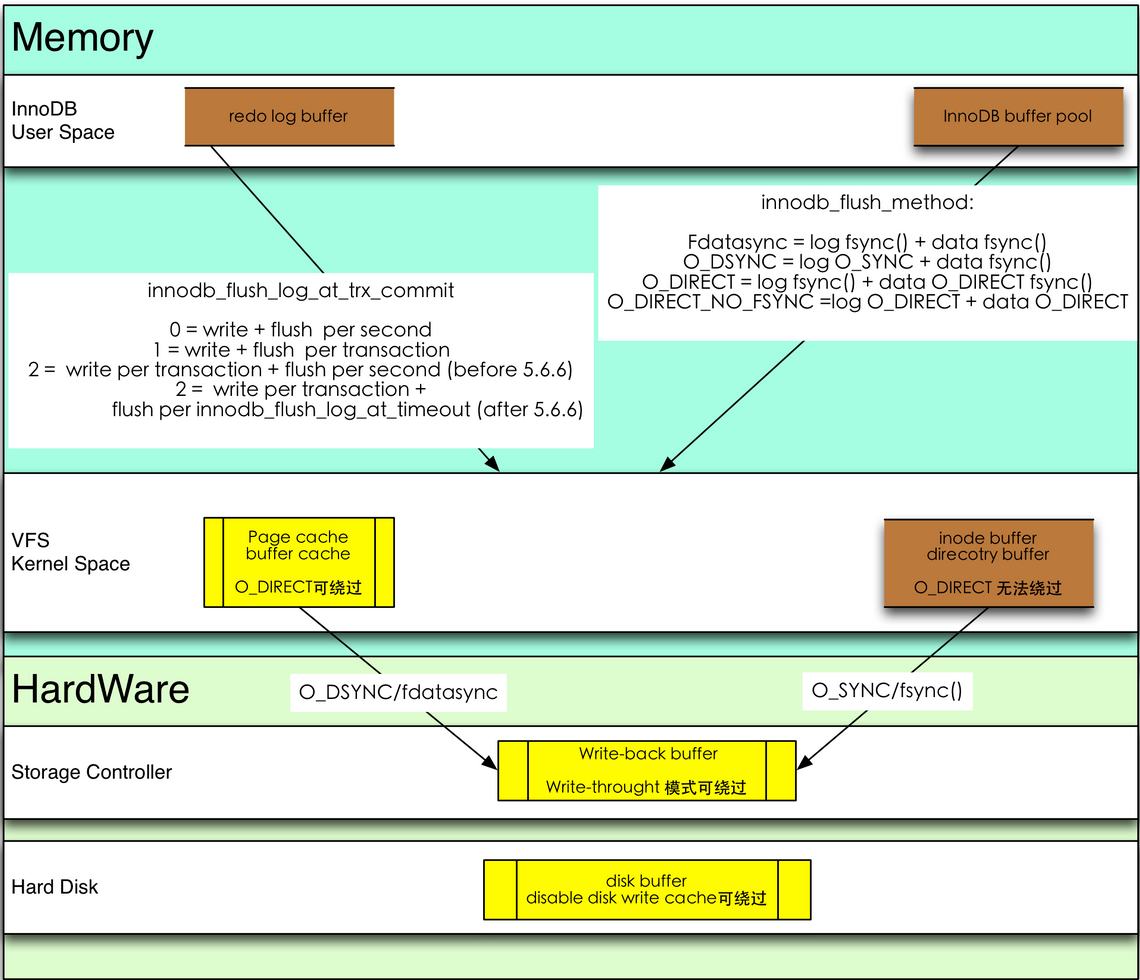 Memory
InnoDB
User Space
redo log buffer
InnoDB buffer pool
innodb_flush_method:
Fdatasync = log fsync() + data fsync()
O_DSYNC = log O_SYNC + data fsync()
O_DIRECT = log fsync() + data O_DIRECT fsync()
O_DIRECT_NO_FSYNC =log O_DIRECT + data O_DIRECT
innodb_flush_log_at_trx_commit
0 = write + flush  per second
1 = write + flush  per transaction
2 =  write per transaction + flush per second (before 5.6.6)
2 =  write per transaction +
flush per innodb_flush_log_at_timeout (after 5.6.6)
VFS
Kernel Space
Page cache
buffer cache
O_DIRECT可绕过
inode buffer
direcotry buffer
O_DIRECT 无法绕过
HardWare
O_DSYNC/fdatasync
O_SYNC/fsync()
Storage Controller
Write-back buffer
Write-throught 模式可绕过
Hard Disk
disk buffer
disable disk write cache可绕过